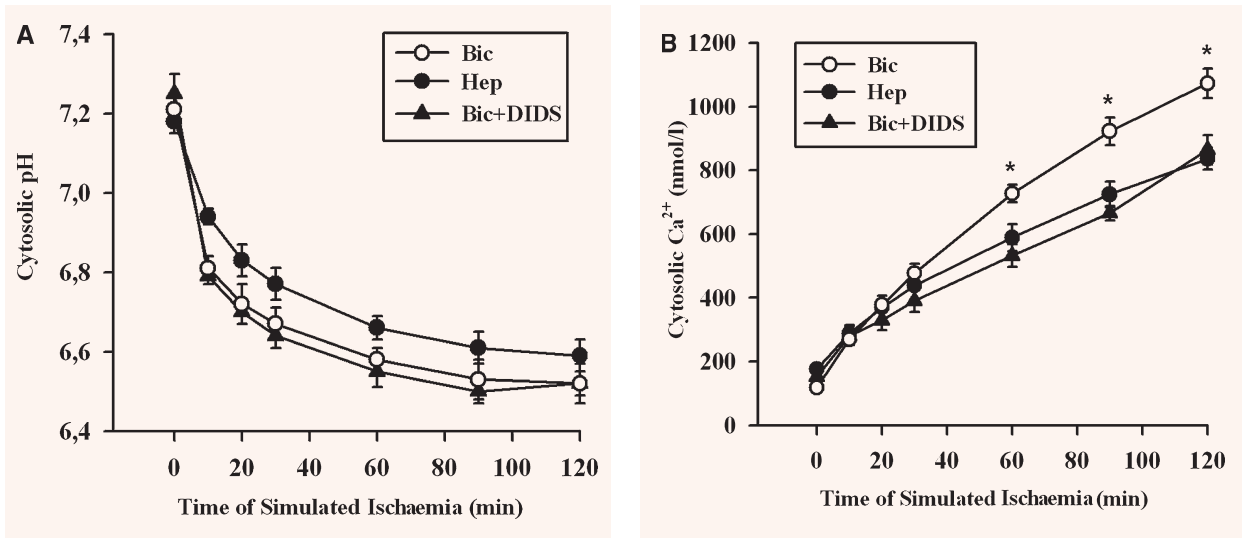 A
7,4
7,2
7,0
6,8
6,6
6,4
Cytosolic pH
Bic
Hep
Bic+DIDS
0 20 40 60 80 100 120
Time of Simulated Ischaemia (min)
B
1200
1000
800
600
400
200
0
Cytosolic Ca²⁺ (nmol/l)
Bic
Hep
Bic+DIDS
*
*
*
0 20 40 60 80 100 120
Time of Simulated Ischaemia (min)